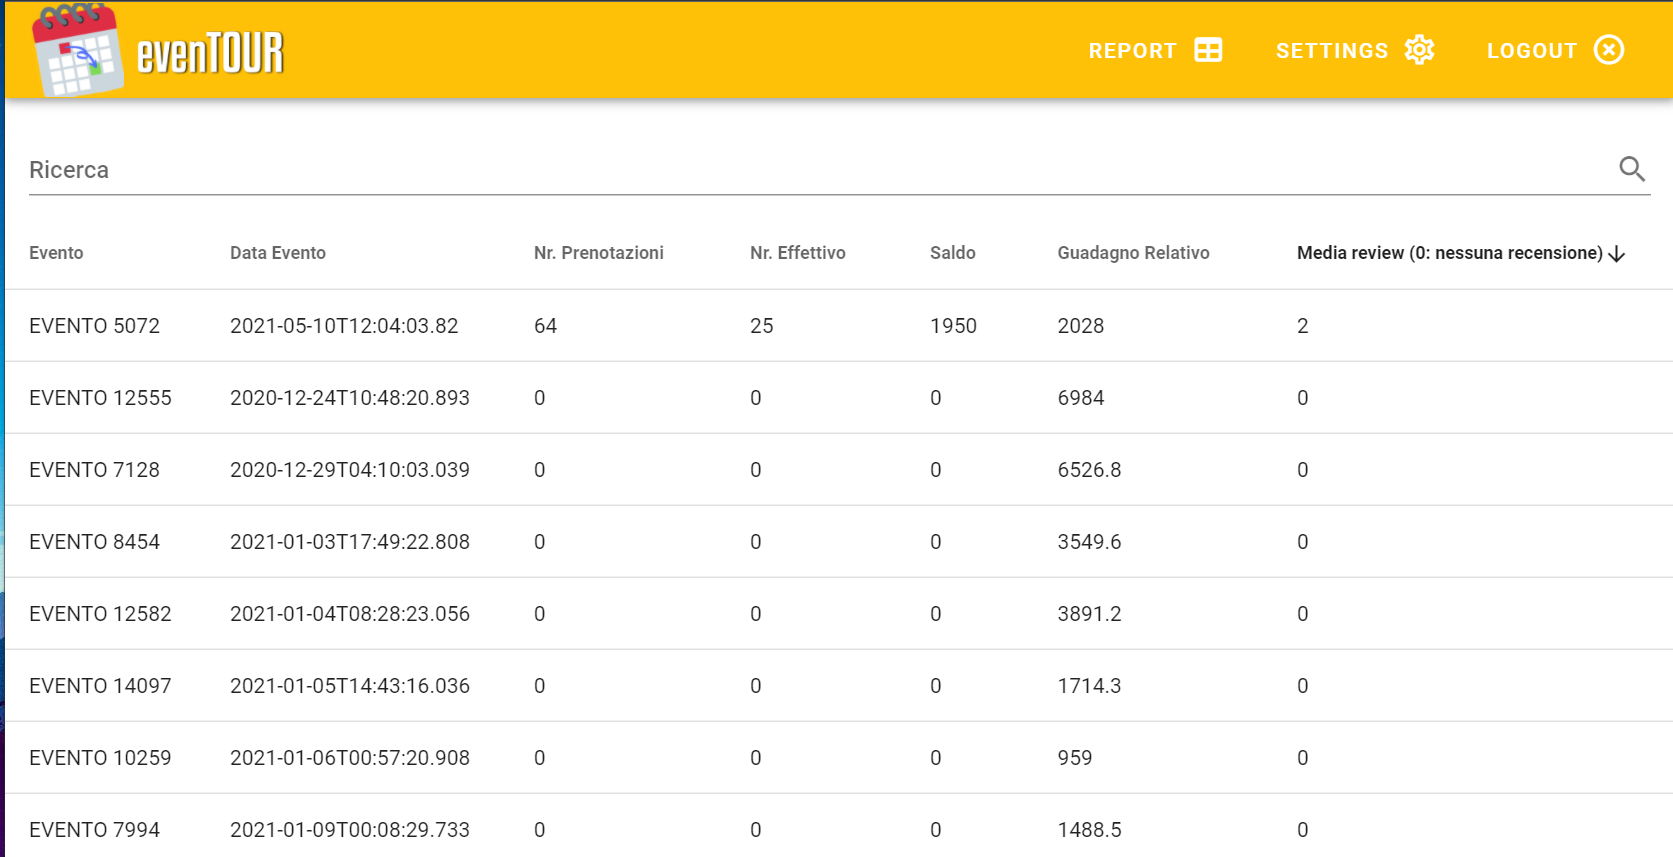 evenTOUR REPORT SETTINGS LOGOUT
Ricerca
Evento Data Evento Nr. Prenotazioni Nr. Effettivo Saldo Guadagno Relativo Media review (0: nessuna recensione)
EVENTO 5072 2021-05-10T12:04:03.82 64 25 1950 2028 2
EVENTO 12555 2020-12-24T10:48:20.893 0 0 0 6984 0
EVENTO 7128 2020-12-29T04:10:03.039 0 0 0 6526.8 0
EVENTO 8454 2021-01-03T17:49:22.808 0 0 0 3549.6 0
EVENTO 12582 2021-01-04T08:28:23.056 0 0 0 3891.2 0
EVENTO 14097 2021-01-05T14:43:16.036 0 0 0 1714.3 0
EVENTO 10259 2021-01-06T00:57:20.908 0 0 0 959 0
EVENTO 7994 2021-01-09T00:08:29.733 0 0 0 1488.5 0